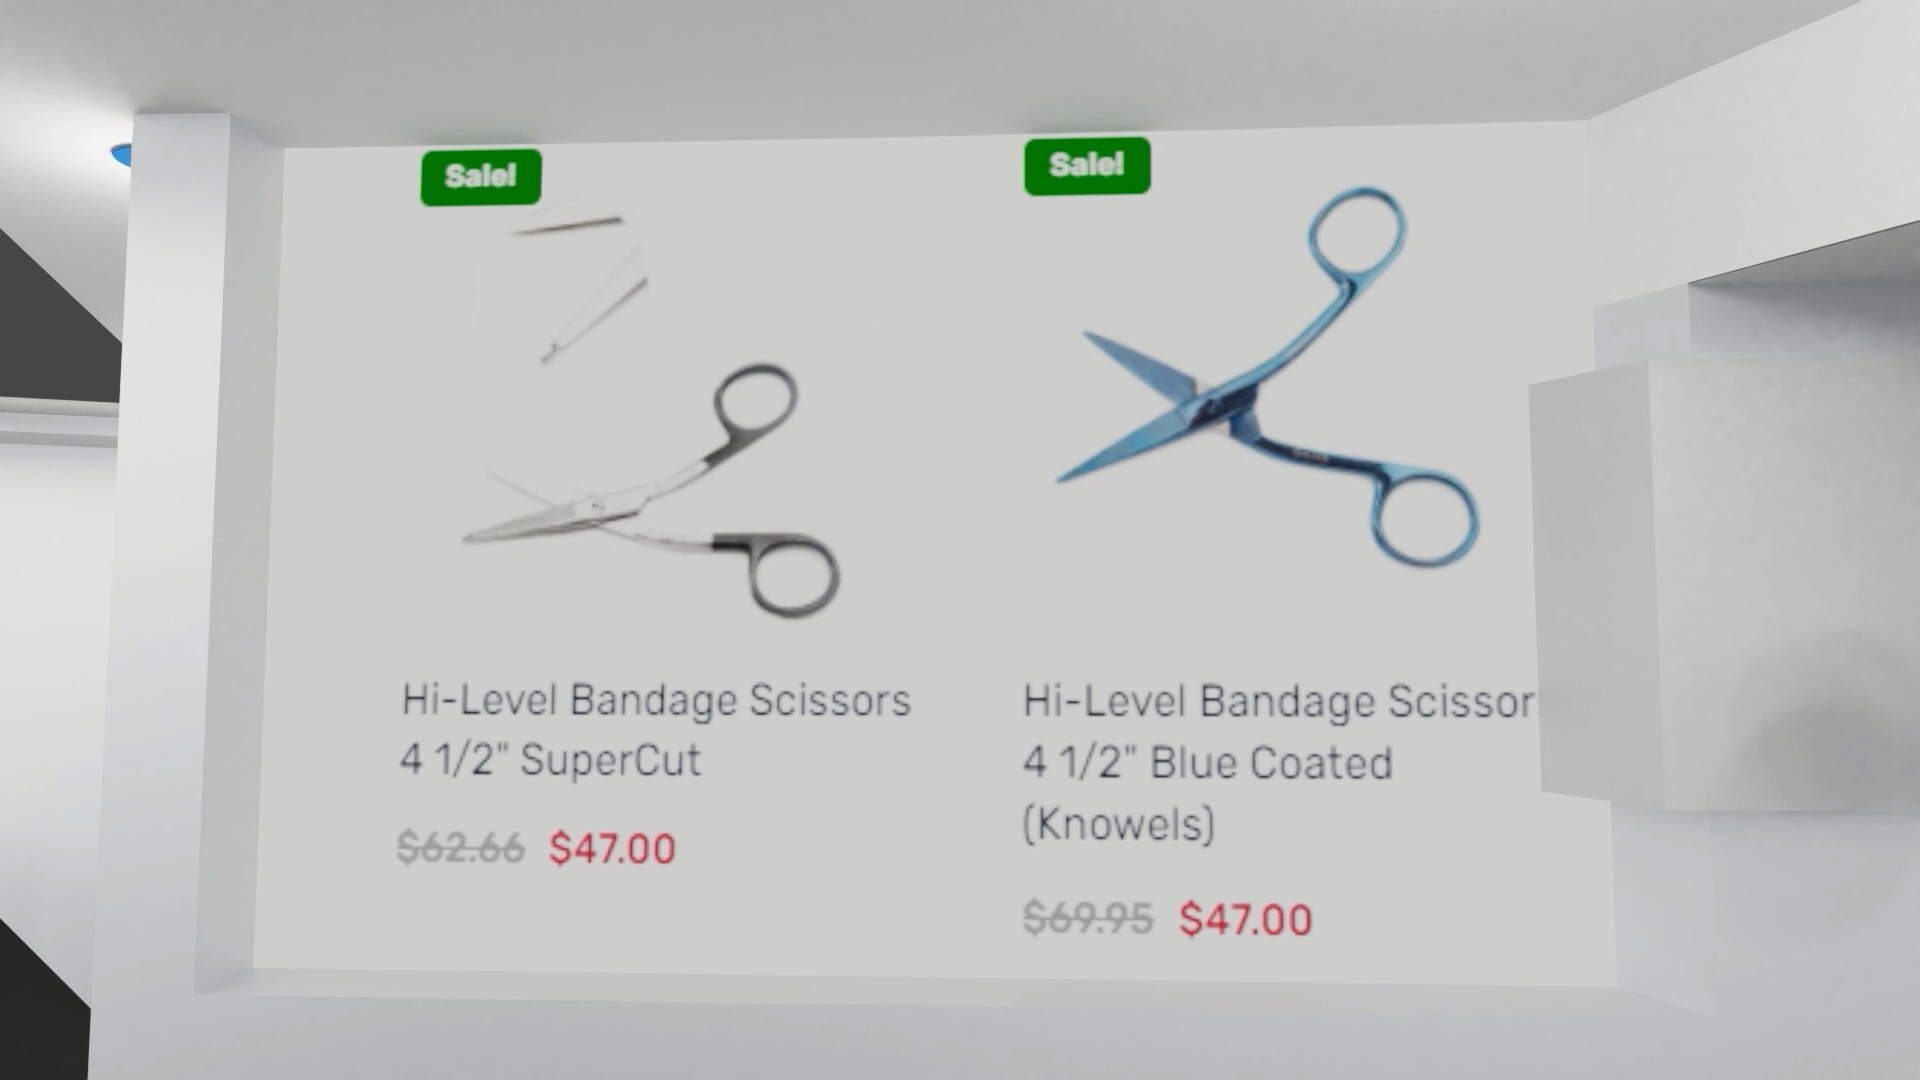 Sale!
Hi-Level Bandage Scissors
4 1/2" SuperCut
$62.66 $47.00
Sale!
Hi-Level Bandage Scissor
4 1/2" Blue Coated
(Knowels)
$69.95 $47.00